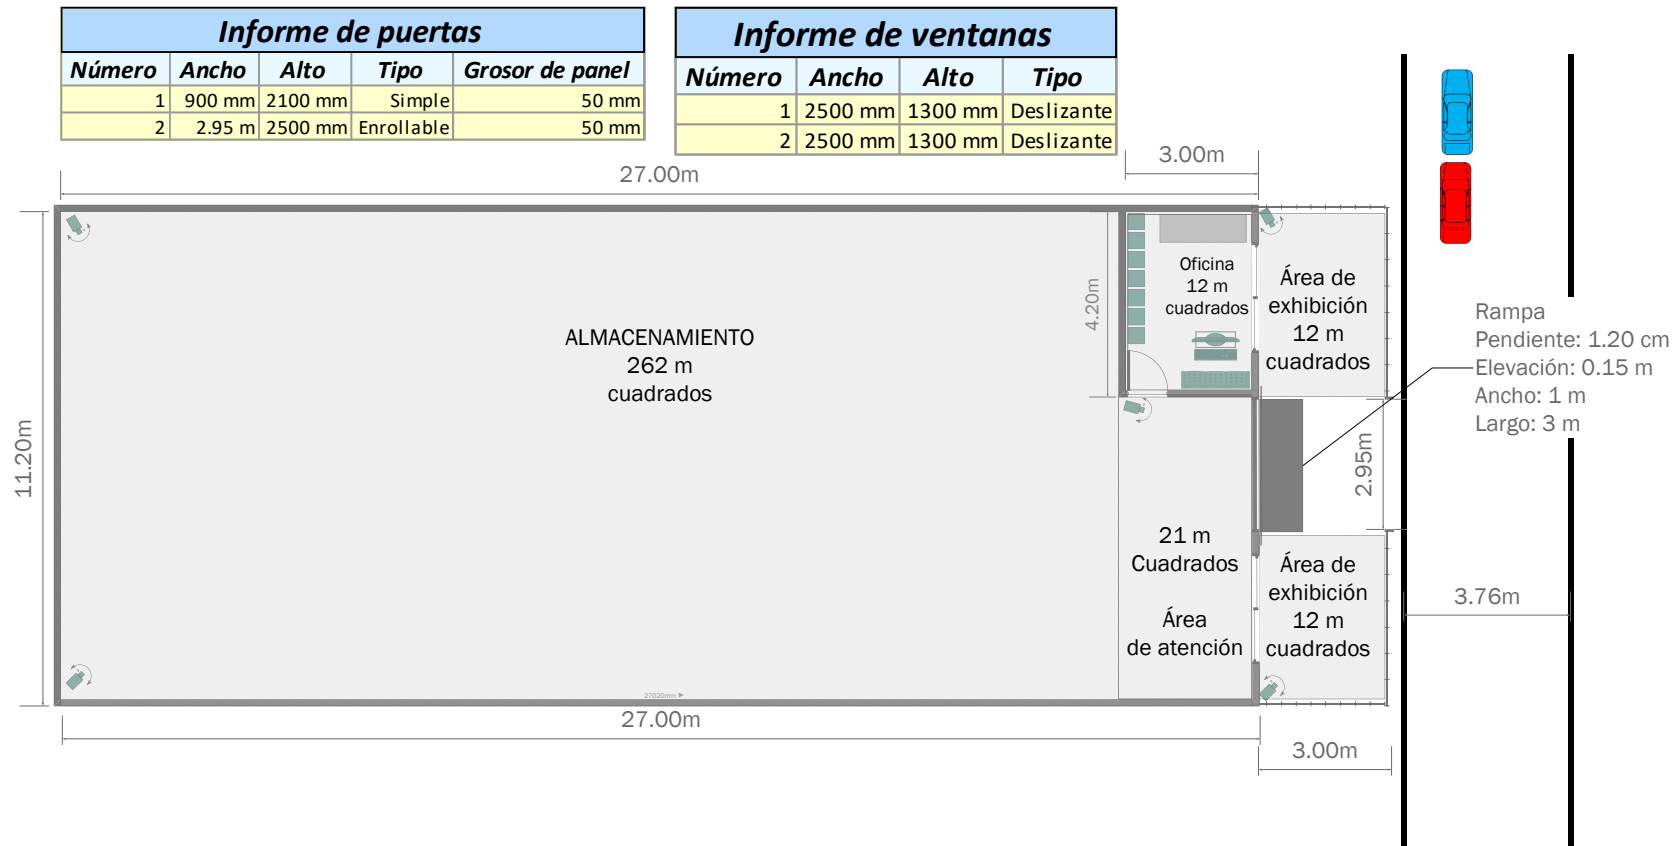 Informe de puertas
Número Ancho Alto Tipo Grosor de panel
1 900 mm 2100 mm Simple 50 mm
2 2.95 m 2500 mm Enrollable 50 mm
Informe de ventanas
Número Ancho Alto Tipo
1 2500 mm 1300 mm Deslizante
2 2500 mm 1300 mm Deslizante
27.00m
3.00m
11.20m
ALMACENAMIENTO
262 m
cuadrados
4.20m
Oficina
12 m
cuadrados
Área de
exhibición
12 m
cuadrados
Rampa
Pendiente: 1.20 cm
Elevación: 0.15 m
Ancho: 1 m
Largo: 3 m
2.95m
21 m
Cuadrados
Área
de atención
Área de
exhibición
12 m
cuadrados
3.76m
27020mm
27.00m
3.00m